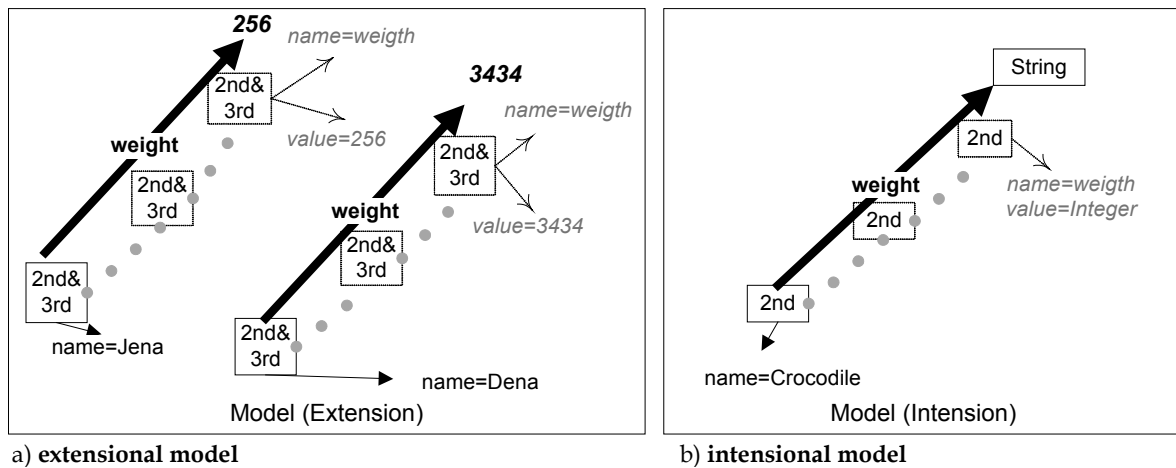 256
name=weigth
2nd&
3rd
value=256
weight
2nd&
3rd
2nd&
3rd
name=Jena
3434
name=weigth
2nd&
3rd
value=3434
weight
2nd&
3rd
2nd&
3rd
name=Dena
Model (Extension)
a) extensional model
String
2nd
name=weigth
value=Integer
weight
2nd
2nd
name=Crocodile
Model (Intension)
b) intensional model